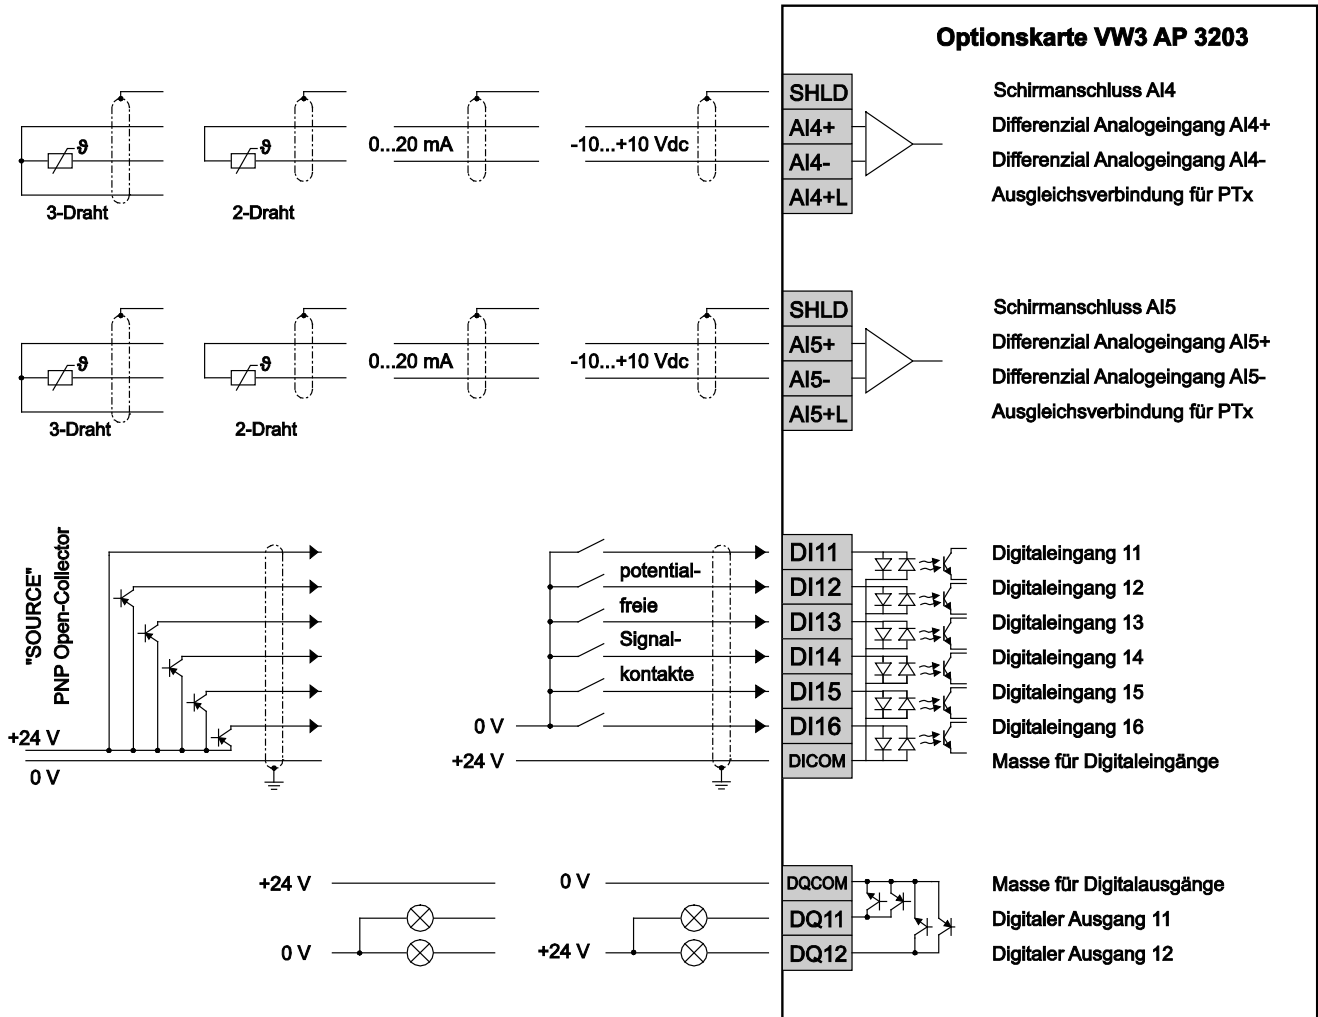 Optionskarte VW3 AP 3203
SHLD
Schirmanschluss AI4
ϑ
ϑ
0...20 mA
-10...+10 Vdc
AI4+
Differenzial Analogeingang AI4+
AI4-
Differenzial Analogeingang AI4-
3-Draht
2-Draht
AI4+L
Ausgleichsverbindung für PTx
SHLD
Schirmanschluss AI5
ϑ
ϑ
0...20 mA
-10...+10 Vdc
AI5+
Differenzial Analogeingang AI5+
AI5-
Differenzial Analogeingang AI5-
3-Draht
2-Draht
AI5+L
Ausgleichsverbindung für PTx
"SOURCE"
PNP Open-Collector
+24 V
0 V
potential-
freie
Signal-
kontakte
0 V
+24 V
DI11
Digitaleingang 11
DI12
Digitaleingang 12
DI13
Digitaleingang 13
DI14
Digitaleingang 14
DI15
Digitaleingang 15
DI16
Digitaleingang 16
DICOM
Masse für Digitaleingänge
+24 V
0 V
DQCOM
Masse für Digitalausgänge
DQ11
Digitaler Ausgang 11
0 V
+24 V
DQ12
Digitaler Ausgang 12